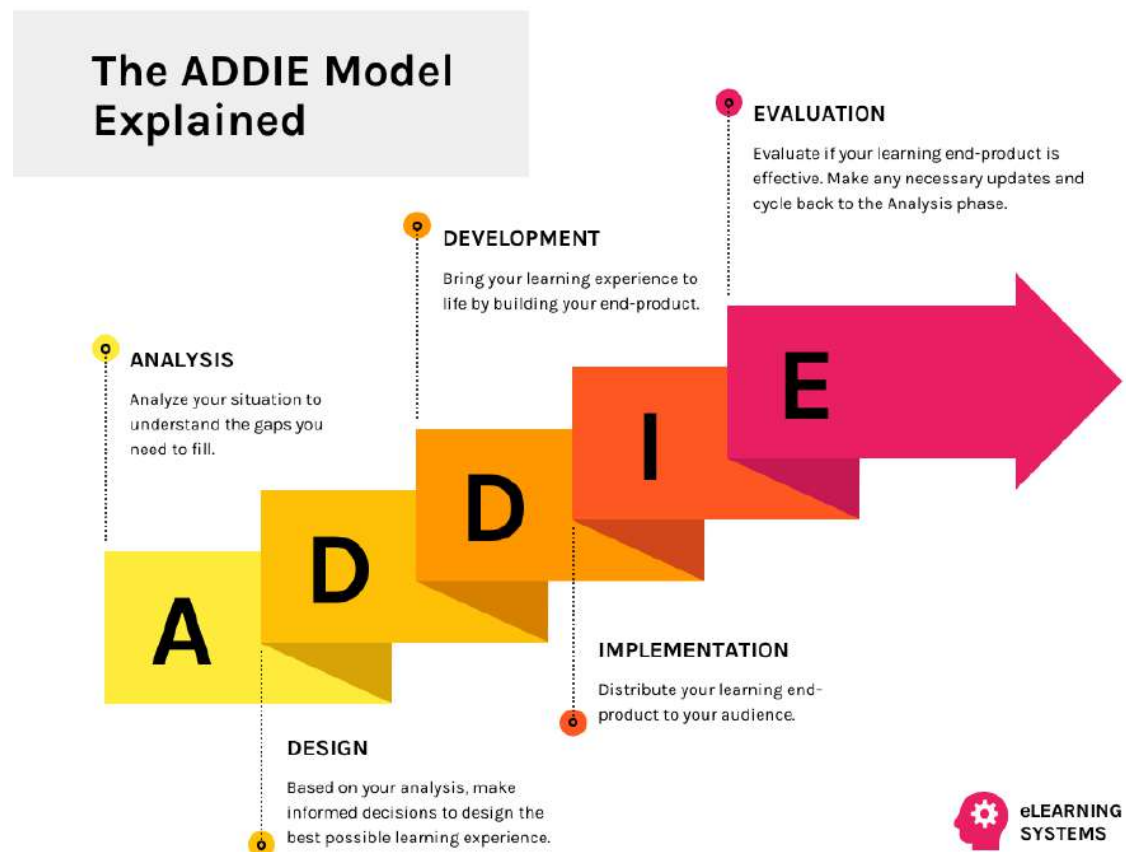 The ADDIE Model
Explained
EVALUATION
Evaluate if your learning end-product is
effective. Make any necessary updates and
cycle back to the Analysis phase.
DEVELOPMENT
Bring your learning experience to
life by building your end-product.
ANALYSIS
Analyze your situation to
understand the gaps you
need to fill.
A
D
D
I
E
IMPLEMENTATION
Distribute your learning end-
product to your audience.
DESIGN
Based on your analysis, make
informed decisions to design the
best possible learning experience.
eLEARNING
SYSTEMS